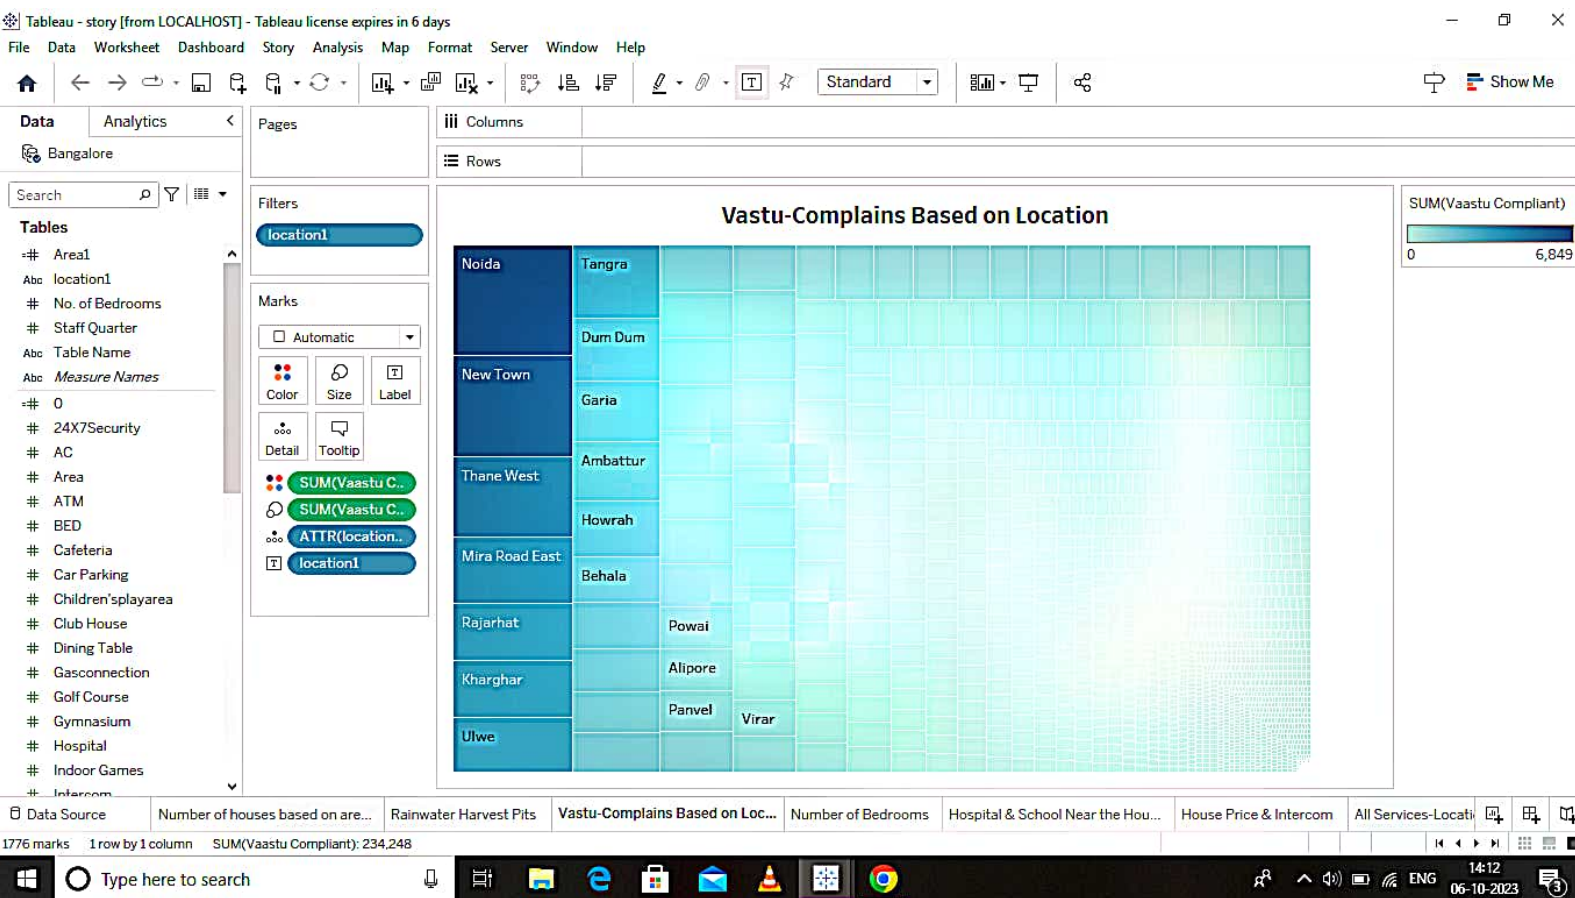 Tableau - story [from LOCALHOST] - Tableau license expires in 6 days
File Data Worksheet Dashboard Story Analysis Map Format Server Window Help
Standard
Show Me
Data
Analytics
Bangalore
Search
Tables
Area1
Abc location1
No. of Bedrooms
Staff Quarter
Abc Table Name
Abc Measure Names
0
24X7Security
AC
Area
ATM
BED
Cafeteria
Car Parking
Children'splayarea
Club House
Dining Table
Gasconnection
Golf Course
Gymnasium
Hospital
Indoor Games
Intercom
Pages
Filters
location1
Marks
Automatic
Color
Size
Label
Detail
Tooltip
SUM(Vaastu C..
SUM(Vaastu C..
ATTR(location..
location1
Columns
Rows
Vastu-Complains Based on Location
Noida
New Town
Thane West
Mira Road East
Rajarhat
Kharghar
Ulwe
Tangra
Dum Dum
Garia
Ambattur
Howrah
Behala
Powai
Alipore
Panvel
Virar
SUM(Vaastu Compliant)
0
6,849
Data Source
Number of houses based on are...
Rainwater Harvest Pits
Vastu-Complains Based on Loc...
Number of Bedrooms
Hospital & School Near the Hou...
House Price & Intercom
All Services-Locati
1776 marks
1 row by 1 column
SUM(Vaastu Compliant): 234,248
Type here to search
ENG
14:12
06-10-2023
3